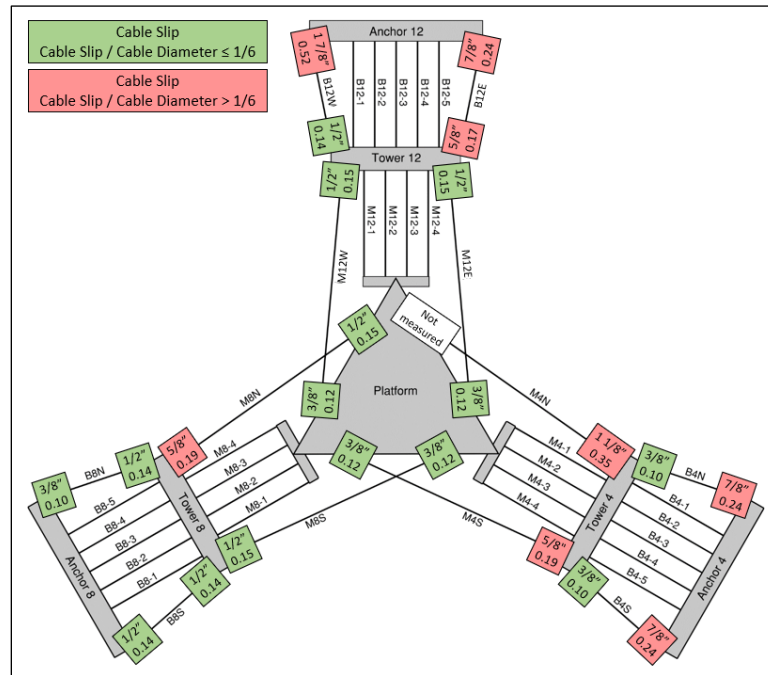 Cable Slip
Cable Slip / Cable Diameter ≤ 1/6
Cable Slip
Cable Slip / Cable Diameter > 1/6
Anchor 12
1 7/8”
0.52
7/8”
0.24
B12W
B12-1
B12-2
B12-3
B12-4
B12-5
B12E
1/2”
0.14
5/8”
0.17
Tower 12
1/2”
0.15
1/2”
0.15
M12-1
M12-2
M12-3
M12-4
M12W
M12E
Not
measured
1/2”
0.15
Platform
3/8”
0.12
3/8”
0.12
M8N
M4N
3/8”
0.12
3/8”
0.12
5/8”
0.19
1/2”
0.14
B8N
3/8”
0.10
M8-4
M8-3
M8-2
M8-1
Tower 8
B8-5
B8-4
B8-3
B8-2
B8-1
Anchor 8
M8S
1/2”
0.15
1/2”
0.14
B8S
1/2”
0.14
M4-1
M4-2
M4-3
M4-4
1 1/8”
0.35
3/8”
0.10
B4N
7/8”
0.24
Tower 4
B4-1
B4-2
B4-3
B4-4
B4-5
Anchor 4
M4S
5/8”
0.19
3/8”
0.10
B4S
7/8”
0.24